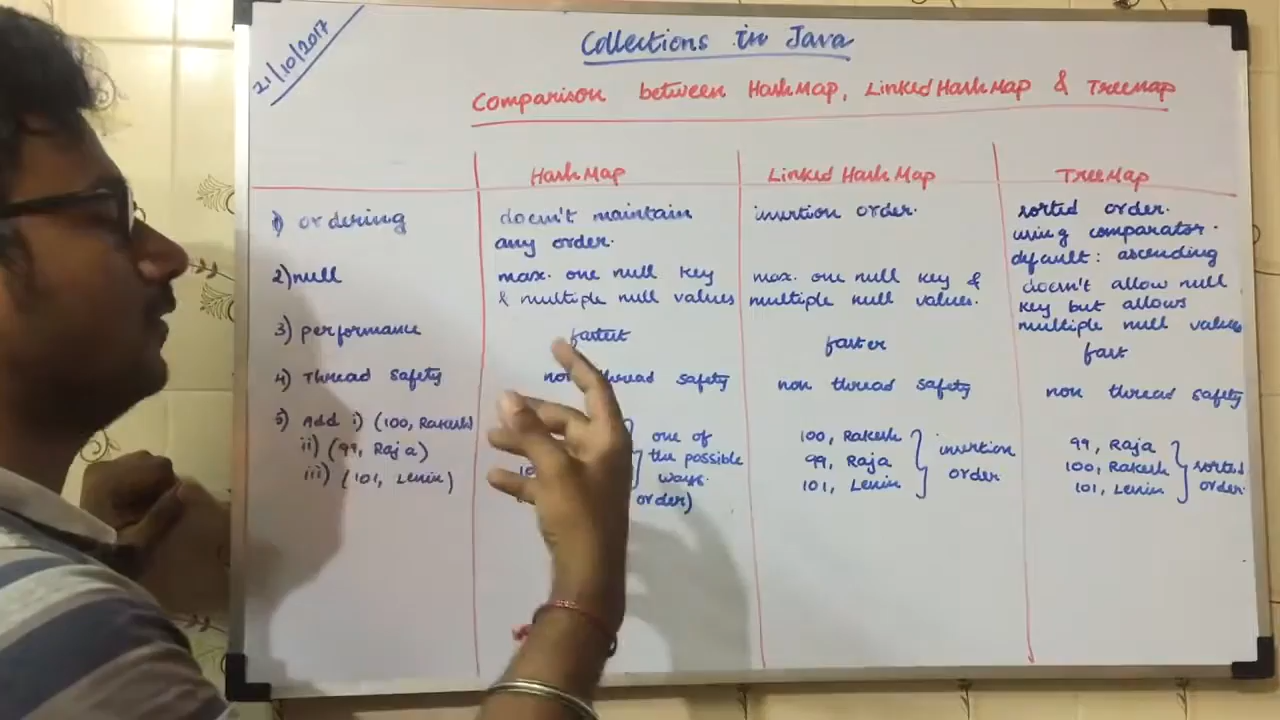 21/10/2017
Collections in Java
Comparison between HashMap, LinkedHashMap & TreeMap
HashMap
Linked HashMap
TreeMap
1) ordering
doesn't maintain
any order.
insertion order.
sorted order.
using comparator.
default: ascending
2) null
max. one null key
& multiple null values
max. one null key &
multiple null values.
doesn't allow null
key but allows
multiple null values
3) performance
fastest
faster
fast
4) Thread safety
non thread safety
non thread safety
non thread safety
5) Add i) (100, Rakesh)
ii) (99, Raja)
iii) (101, Lenin)
one of
the possible
ways.
order)
100, Rakesh
99, Raja
101, Lenin
insertion
order
99, Raja
100, Rakesh
101, Lenin
sorted
order.